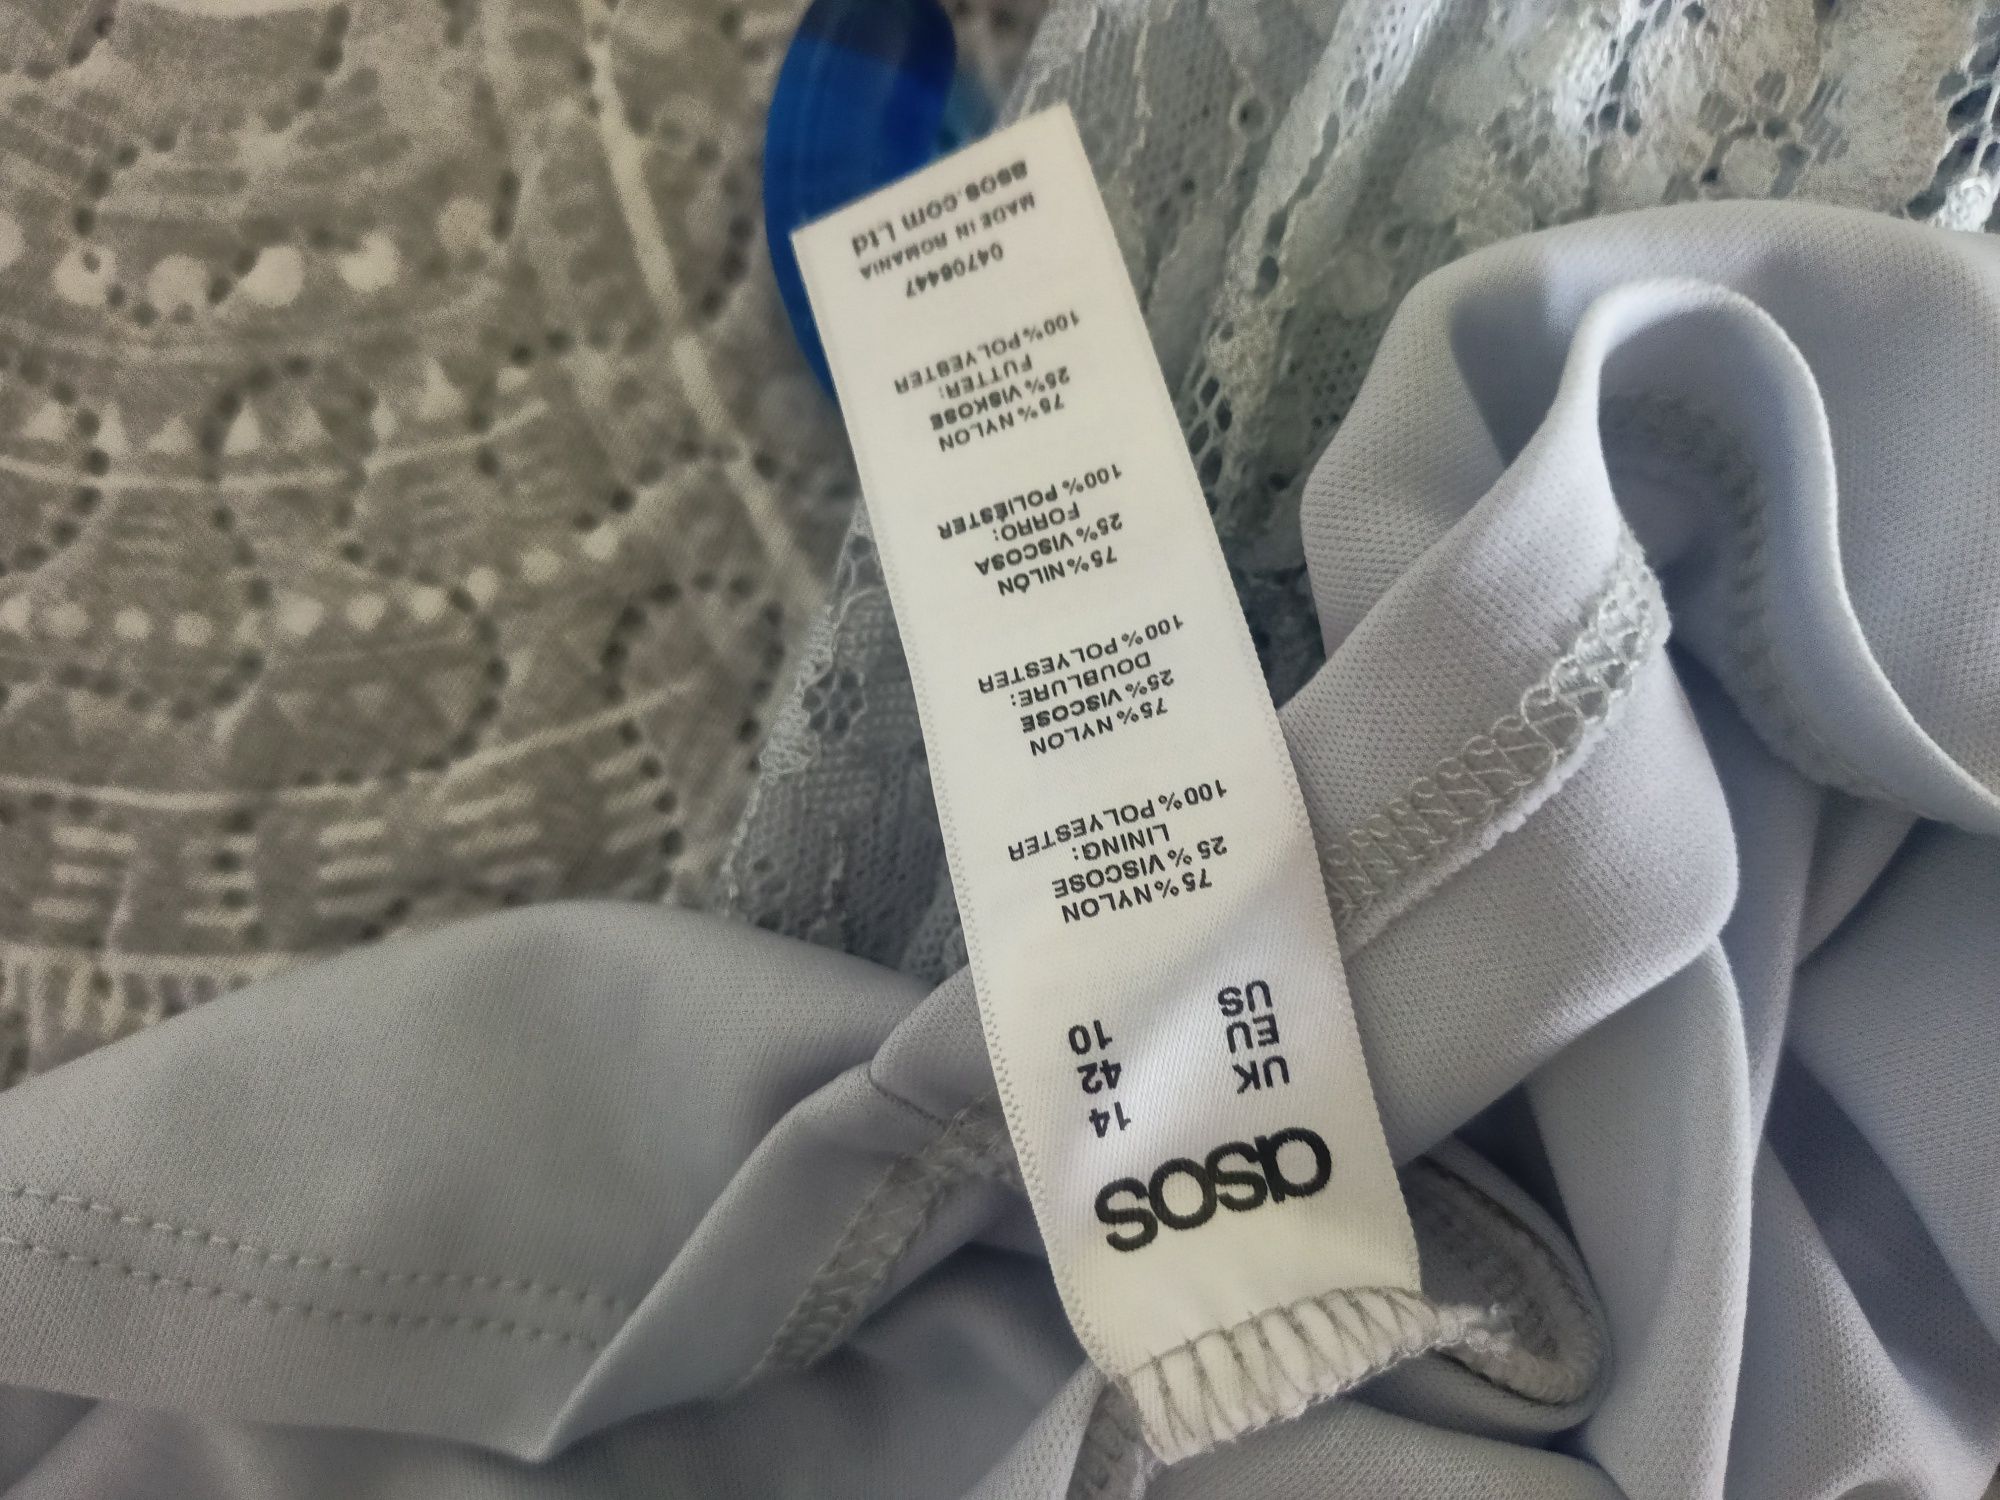 asos
UK 14
EU 42
US 10
75% NYLON
25% VISCOSE
LINING:
100% POLYESTER
75% NYLON
25% VISCOSE
DOUBLURE:
100% POLYESTER
75% NILÓN
25% VISCOSA
FORRO:
100% POLIÉSTER
75% NYLON
25% VISKOSE
FUTTER:
100% POLYESTER
04706447
MADE IN ROMANIA
asos.com Ltd